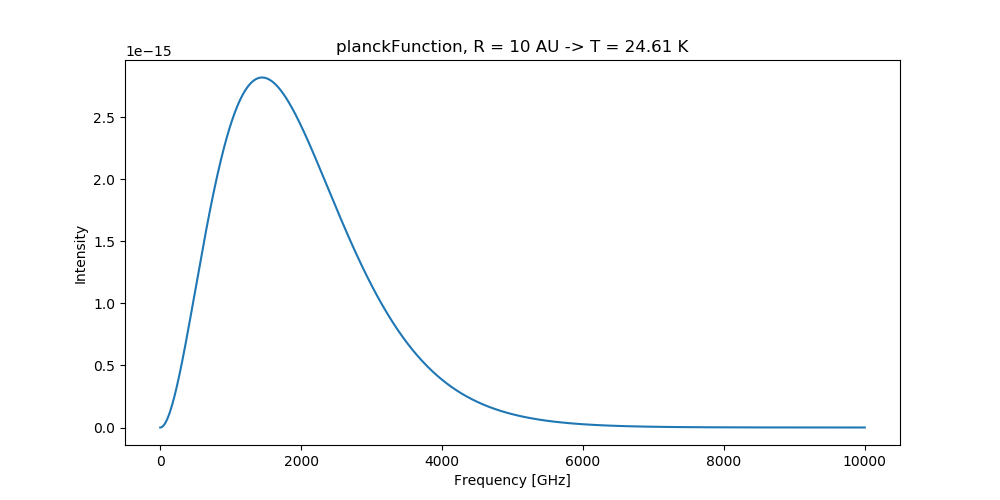 planckFunction, R = 10 AU -> T = 24.61 K
1e−15
2.5
2.0
1.5
1.0
0.5
0.0
Intensity
0 2000 4000 6000 8000 10000
Frequency [GHz]